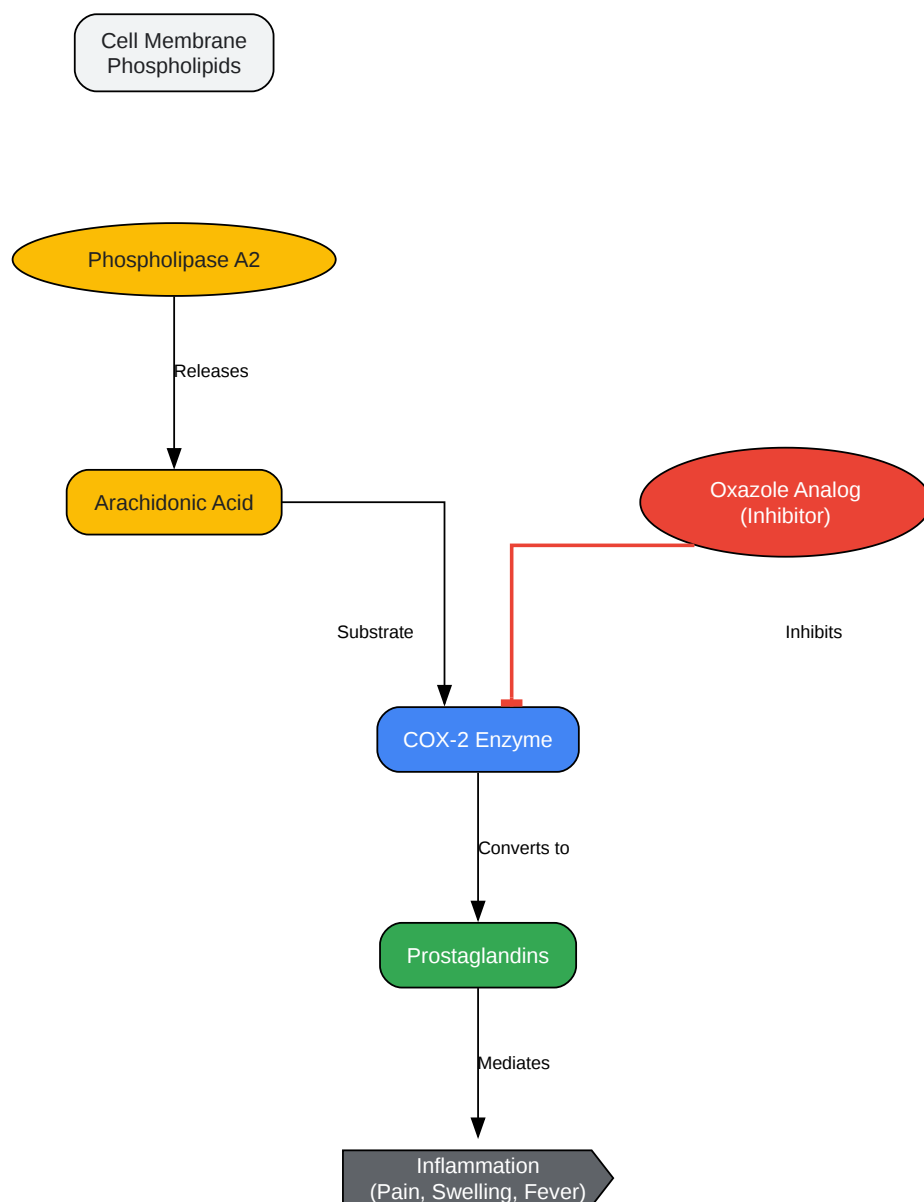 Cell Membrane
Phospholipids
Phospholipase A2
Releases
Arachidonic Acid
Oxazole Analog
(Inhibitor)
Substrate
Inhibits
COX-2 Enzyme
Converts to
Prostaglandins
Mediates
Inflammation
(Pain, Swelling, Fever)